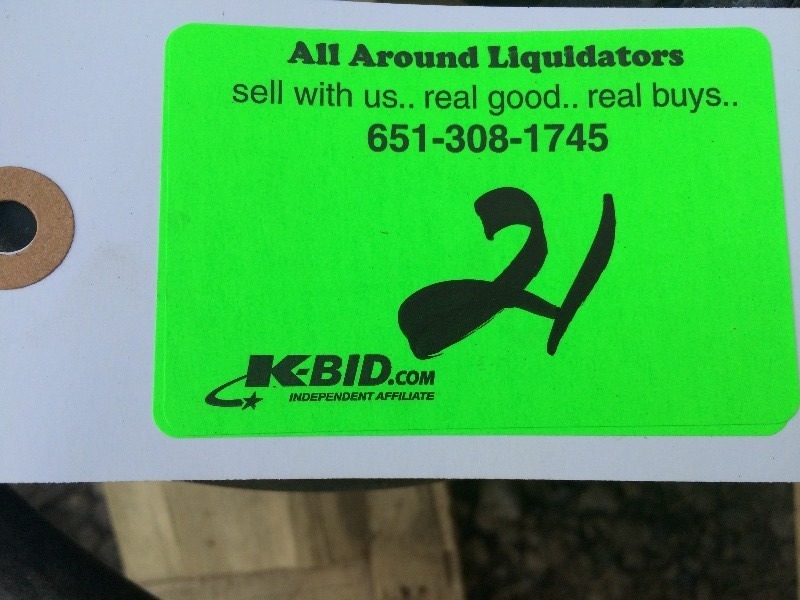 All Around Liquidators
sell with us.. real good.. real buys..
651-308-1745
21
K-BID.COM
INDEPENDENT AFFILIATE